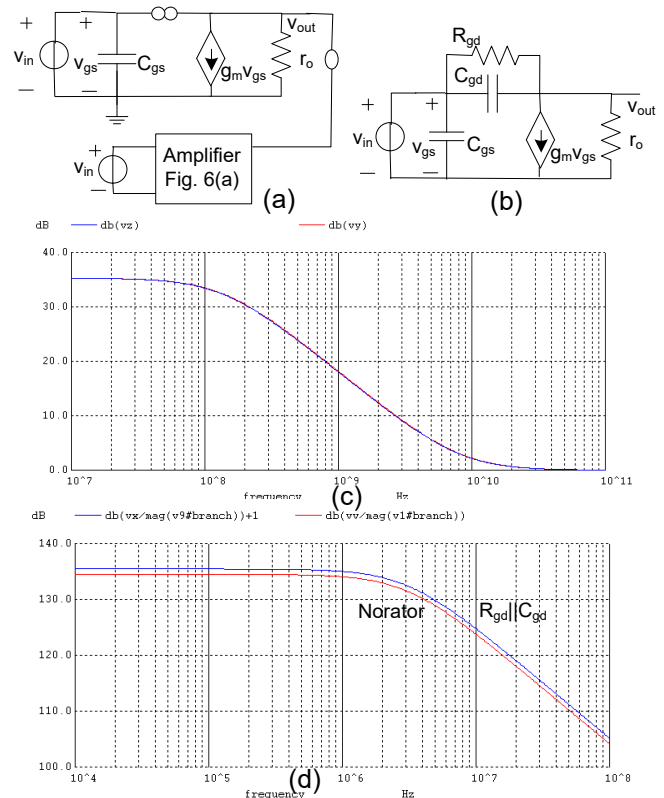 + + v_in v_gs − − C_gs g_m v_gs v_out r_o
v_in + − Amplifier
Fig. 6(a)
(a)
R_gd
C_gd
v_out
+ + v_in v_gs − − C_gs g_m v_gs r_o
(b)
dB db(vz) db(vy)
40.0
30.0
20.0
10.0
0.0
10^7 10^8 10^9 10^10 10^11
frequency Hz
(c)
dB db(vx/mag(v9#branch))+1 db(vv/mag(v1#branch))
140.0
130.0
Norator R_gd||C_gd
120.0
110.0
100.0
10^4 10^5 10^6 10^7 10^8
frequency Hz
(d)